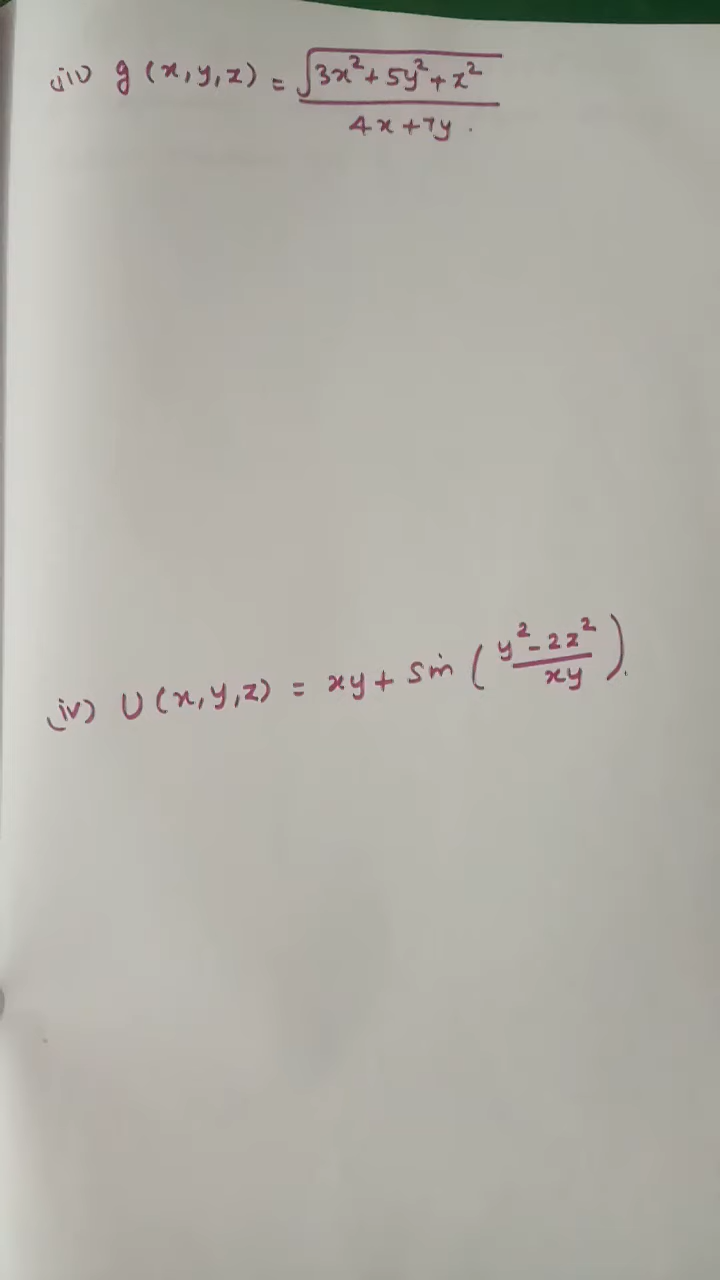 (iii) g (x,y,z) = √(3x²+5y²+z²) / 4x+7y.
(iv) U (x,y,z) = xy + sin ( y²-2z² / xy ).